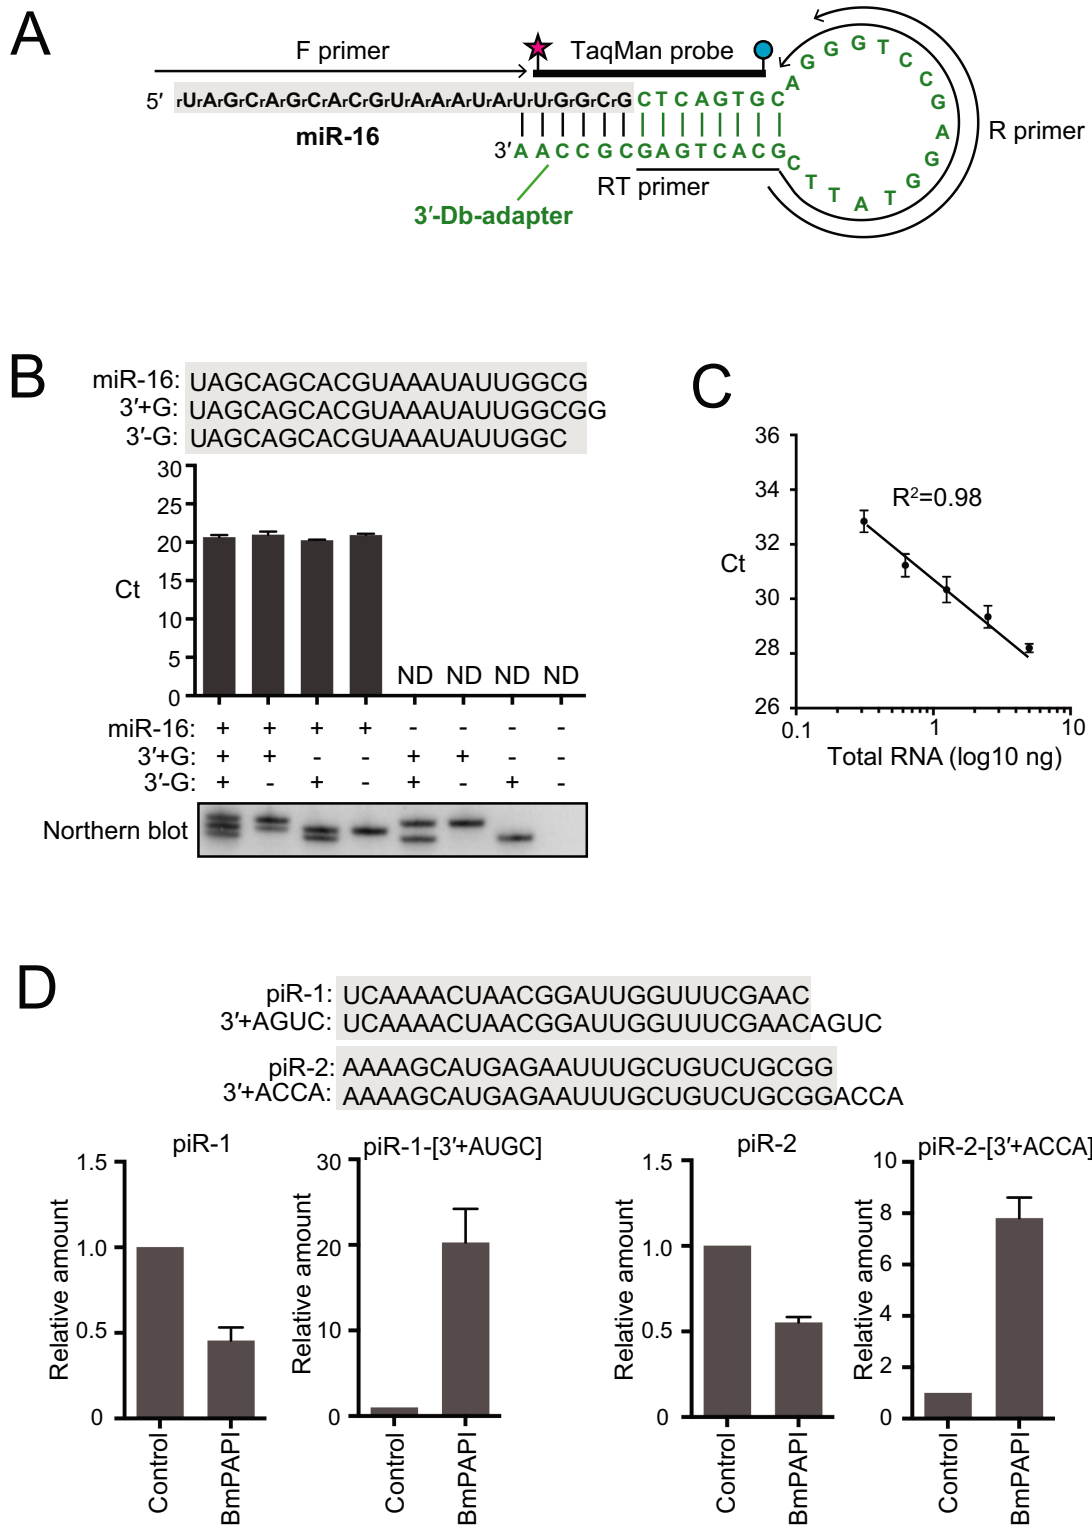 A
F primer
TaqMan probe
5′ rUrArGrCrArGrCrArCrGrUrArArArUrArUrUrGrGrCrG CTCAGTGC
AGGGTCCGAGGTATTC
miR-16
3′AACCGCGAGTCACG
R primer
RT primer
3′-Db-adapter
B
miR-16: UAGCAGCACGUAAAUAUUGGCG
3′+G: UAGCAGCACGUAAAUAUUGGCGG
3′-G: UAGCAGCACGUAAAUAUUGGC
30
25
20
15
10
5
0
Ct
ND ND ND ND
miR-16: + + + + - - - -
3′+G: + + - - + + - -
3′-G: + - + - + - + -
Northern blot
C
36
34
32
30
28
26
Ct
R²=0.98
0.1 1 10
Total RNA (log10 ng)
D
piR-1: UCAAAACUAACGGAUUGGUUUCGAAC
3′+AGUC: UCAAAACUAACGGAUUGGUUUCGAACAGUC
piR-2: AAAAGCAUGAGAAUUUGCUGUCUGCGG
3′+ACCA: AAAAGCAUGAGAAUUUGCUGUCUGCGGACCA
piR-1
1.5
1.0
0.5
0
Relative amount
Control
BmPAPI
piR-1-[3′+AUGC]
30
20
10
0
Relative amount
Control
BmPAPI
piR-2
1.5
1.0
0.5
0
Relative amount
Control
BmPAPI
piR-2-[3′+ACCA]
10
8
6
4
2
0
Relative amount
Control
BmPAPI